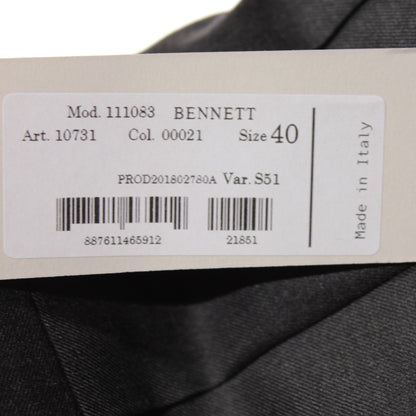 Mod. 111083 BENNETT
Art. 10731 Col. 00021 Size 40
PROD201802780A Var. S51
887611465912 21851
Made in Italy